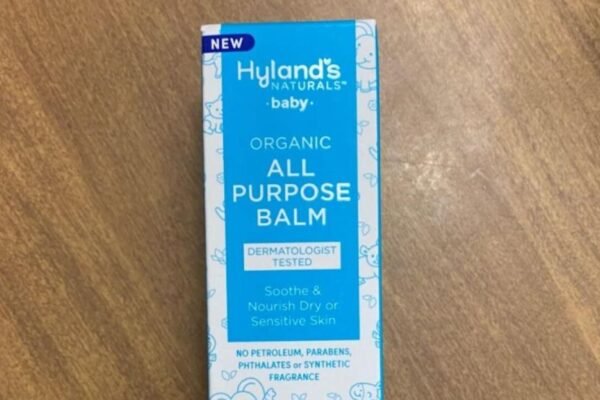 NEW
Hyland's
NATURALS™
·baby·
ORGANIC
ALL
PURPOSE
BALM
DERMATOLOGIST
TESTED
Soothe &
Nourish Dry or
Sensitive Skin
NO PETROLEUM, PARABENS,
PHTHALATES or SYNTHETIC
FRAGRANCE